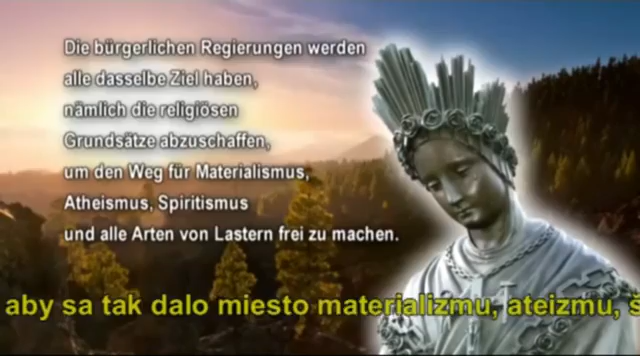 Die bürgerlichen Regierungen werden
alle dasselbe Ziel haben,
nämlich die religiösen
Grundsätze abzuschaffen,
um den Weg für Materialismus,
Atheismus, Spiritismus
und alle Arten von Lastern frei zu machen.
aby sa tak dalo miesto materializmu, ateizmu,